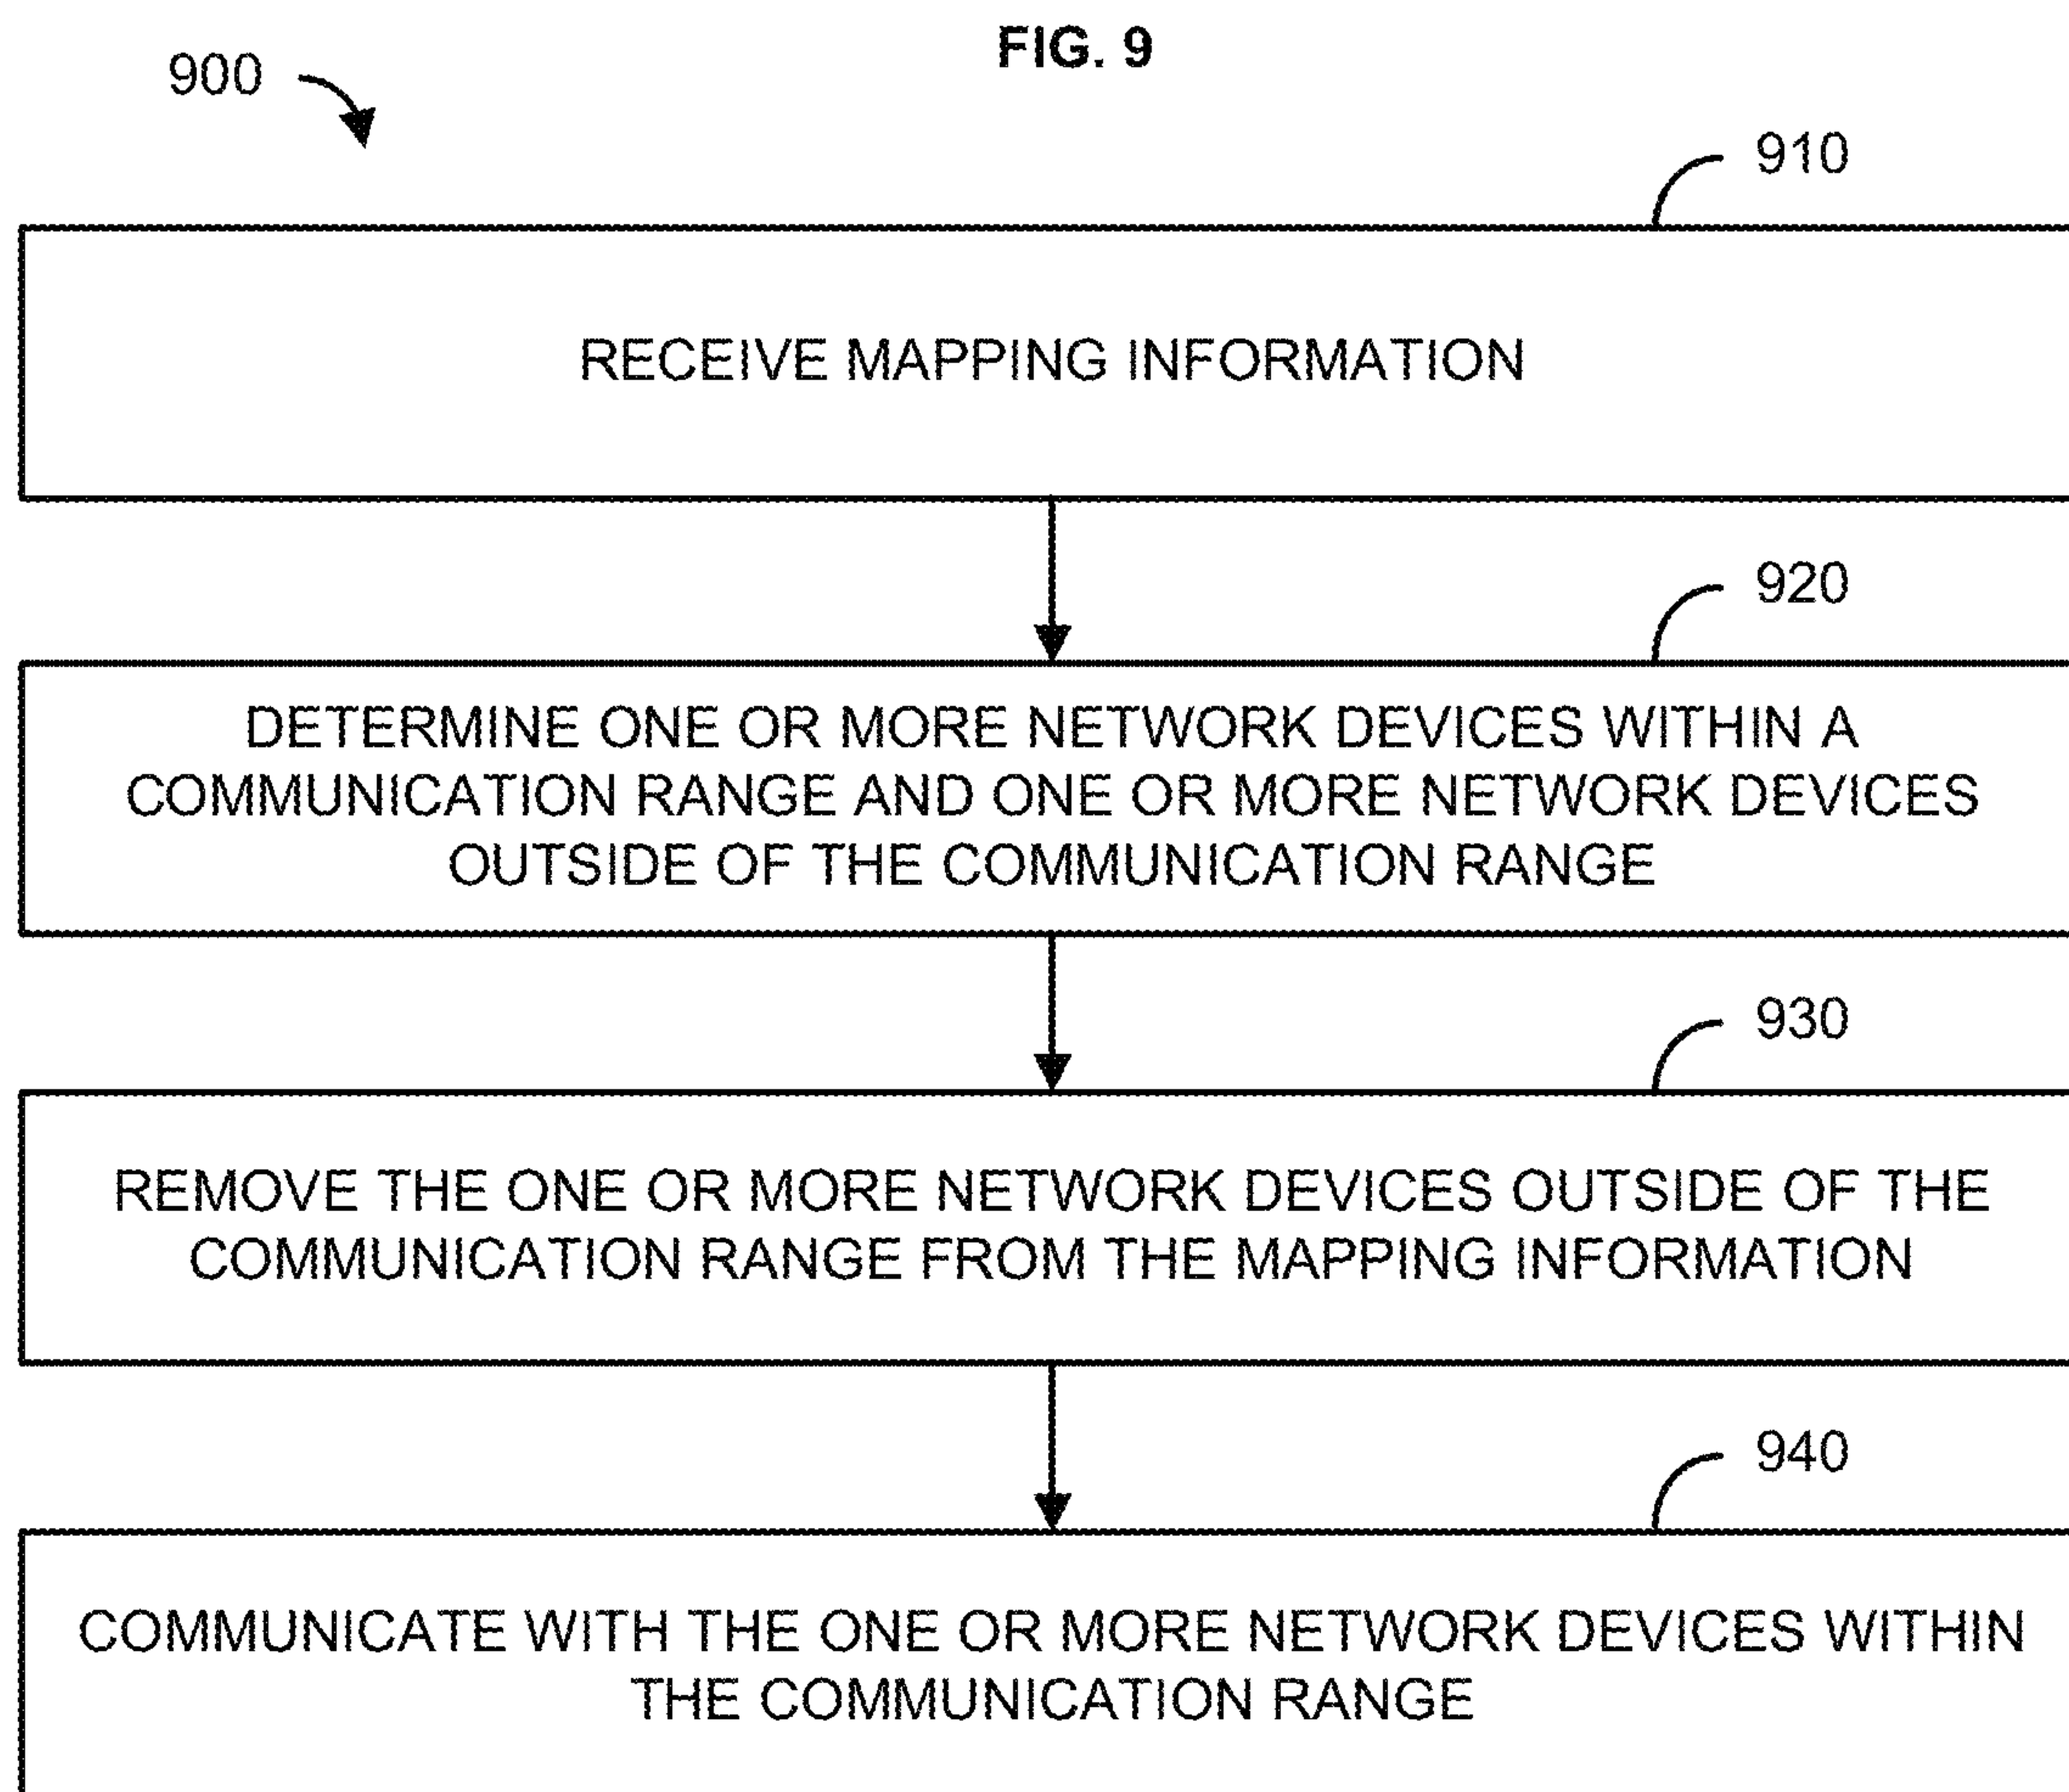 FIG. 9
900
910
RECEIVE MAPPING INFORMATION
920
DETERMINE ONE OR MORE NETWORK DEVICES WITHIN A
COMMUNICATION RANGE AND ONE OR MORE NETWORK DEVICES
OUTSIDE OF THE COMMUNICATION RANGE
930
REMOVE THE ONE OR MORE NETWORK DEVICES OUTSIDE OF THE
COMMUNICATION RANGE FROM THE MAPPING INFORMATION
940
COMMUNICATE WITH THE ONE OR MORE NETWORK DEVICES WITHIN
THE COMMUNICATION RANGE